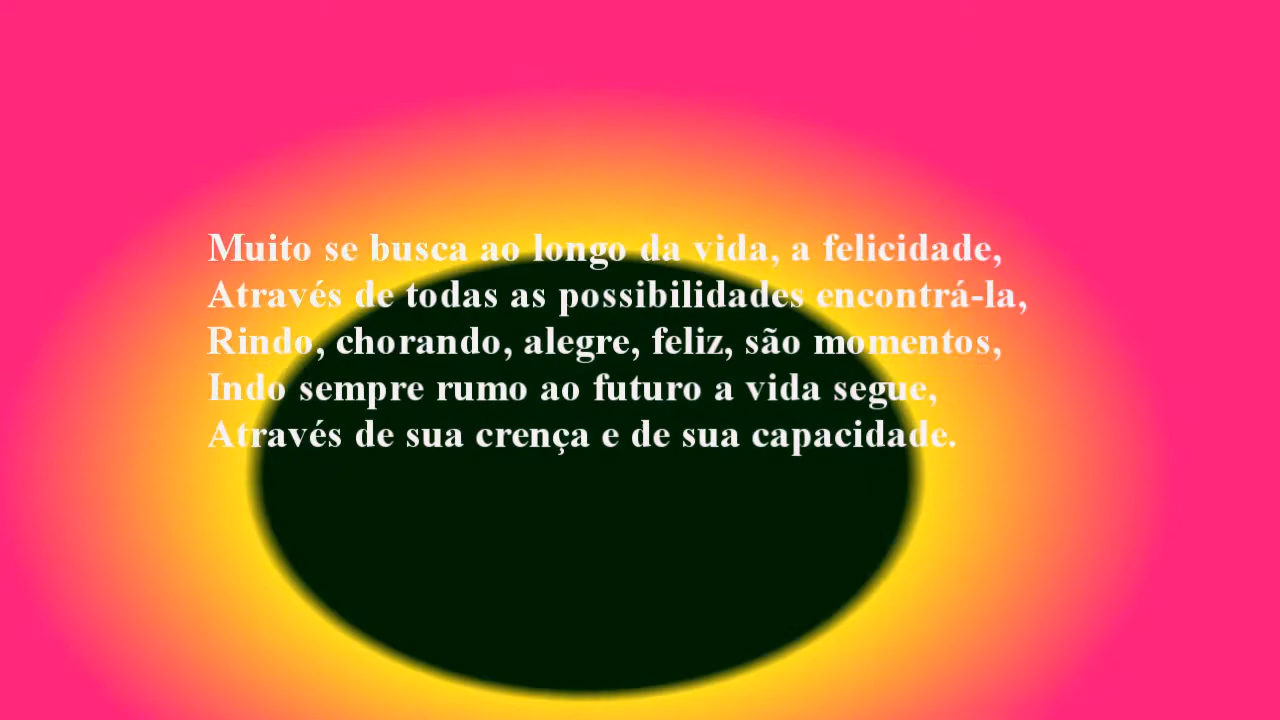 Muito se busca ao longo da vida, a felicidade,
Através de todas as possibilidades encontrá-la,
Rindo, chorando, alegre, feliz, são momentos,
Indo sempre rumo ao futuro a vida segue,
Através de sua crença e de sua capacidade.